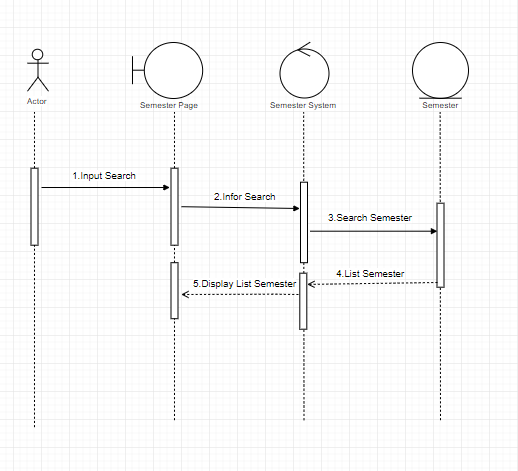 Actor
Semester Page
Semester System
Semester
1.Input Search
2.Infor Search
3.Search Semester
4.List Semester
5.Display List Semester